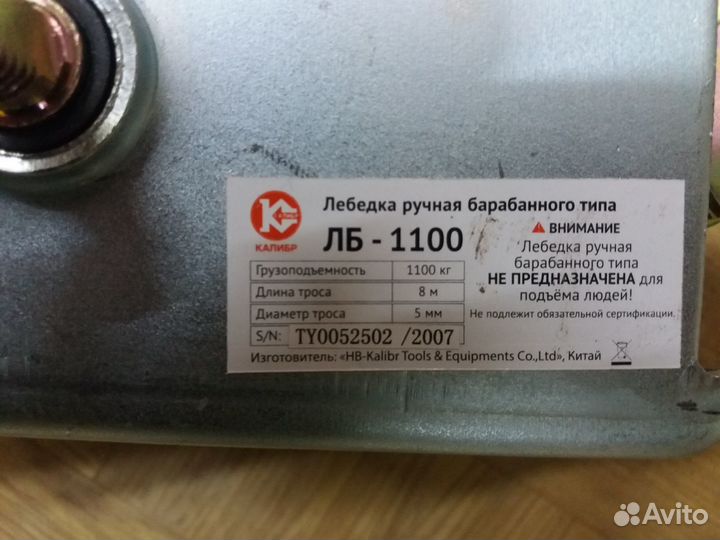 Лебедка ручная барабанного типа
КАЛИБР
КАЛИБР
ЛБ - 1100
Грузоподъемность 1100 кг
Длина троса 8 м
Диаметр троса 5 мм
S/N: TY0052502 /2007
ВНИМАНИЕ
Лебедка ручная
барабанного типа
НЕ ПРЕДНАЗНАЧЕНА для
подъёма людей!
Не подлежит обязательной сертификации.
Изготовитель: «HB-Kalibr Tools & Equipments Co.,Ltd», Китай
Avito